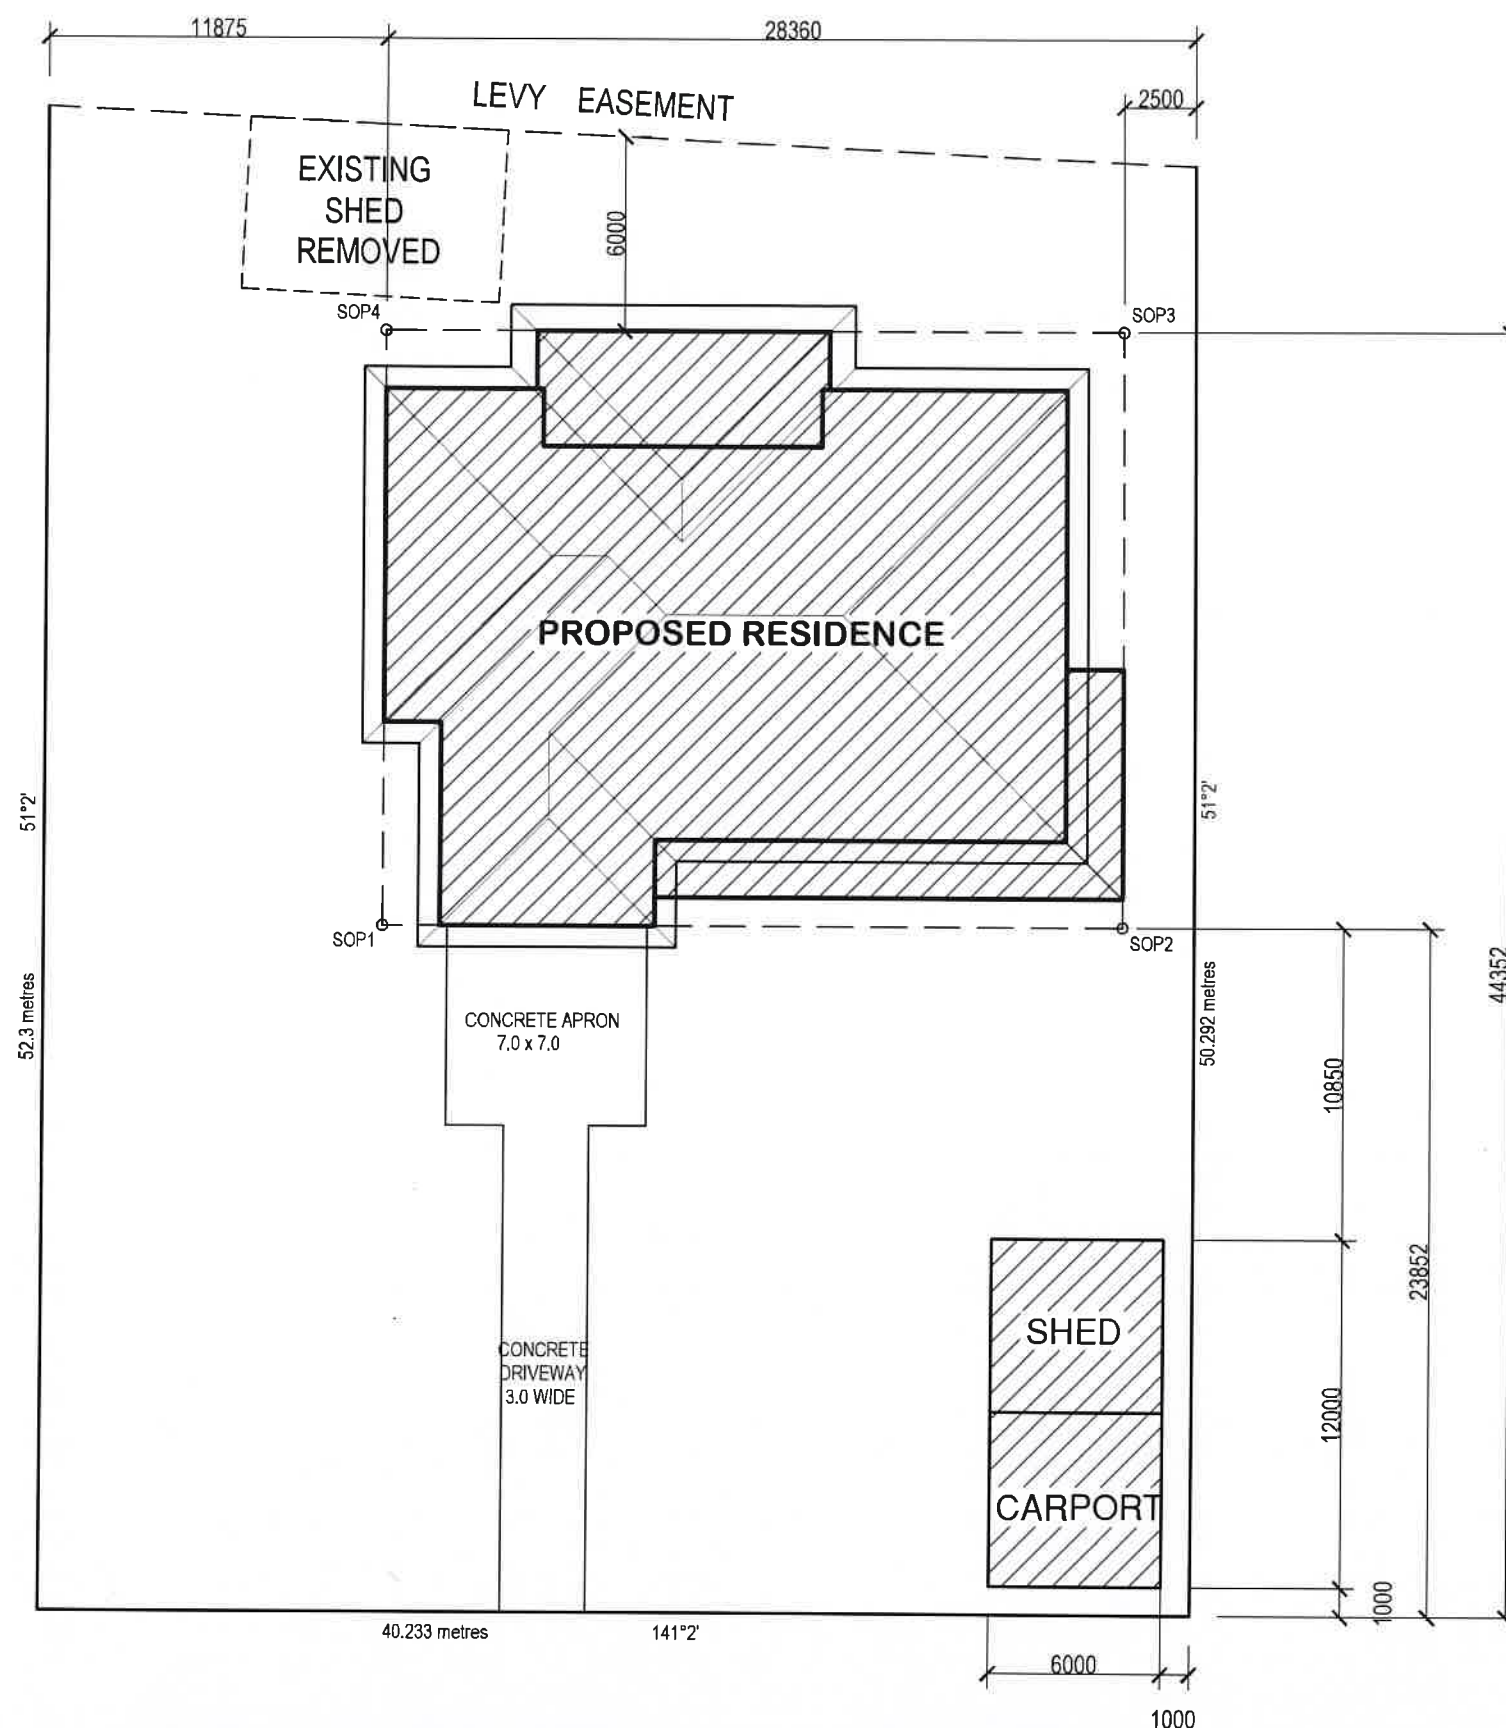 11875
28360
2500
LEVY EASEMENT
EXISTING
SHED
REMOVED
6000
SOP4
SOP3
PROPOSED RESIDENCE
51°2'
51°2'
SOP1
SOP2
52.3 metres
50.292 metres
44352
CONCRETE APRON
7.0 x 7.0
10850
23852
SHED
CONCRETE
DRIVEWAY
3.0 WIDE
12000
CARPORT
1000
40.233 metres
141°2'
6000
1000